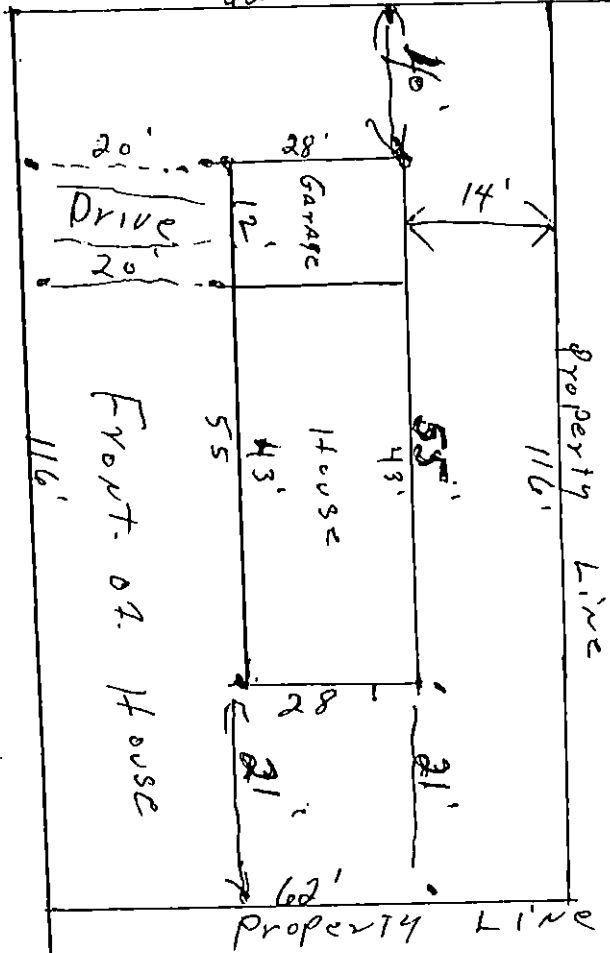 40'
20'
28'
Garage
12'
14'
Drive
20'
Property Line
116'
55'
43'
House
43'
55
116'
Front of House
28'
21'
21'
62'
Property Line